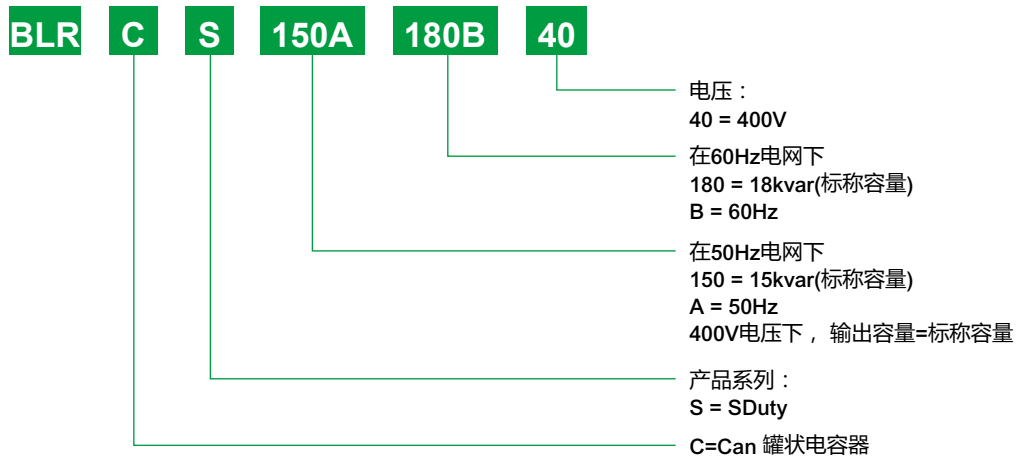 BLR C S 150A 180B 40
电压：
40 = 400V
在60Hz电网下
180 = 18kvar(标称容量)
B = 60Hz
在50Hz电网下
150 = 15kvar(标称容量)
A = 50Hz
400V电压下，输出容量=标称容量
产品系列：
S = SDuty
C=Can 罐状电容器